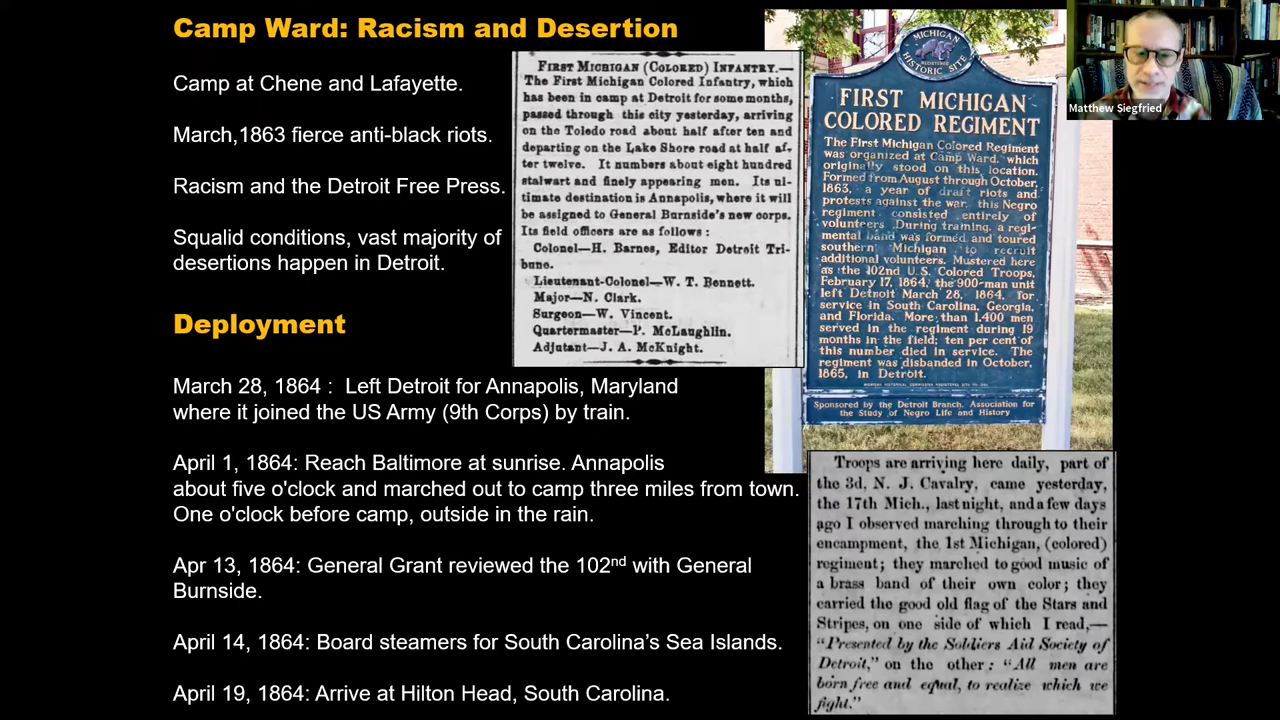 Camp Ward: Racism and Desertion
Camp at Chene and Lafayette.
March,1863 fierce anti-black riots.
Racism and the Detroit Free Press.
Squalid conditions, vast majority of
desertions happen in Detroit.
Deployment
March 28, 1864 :  Left Detroit for Annapolis, Maryland
where it joined the US Army (9th Corps) by train.
April 1, 1864: Reach Baltimore at sunrise. Annapolis
about five o'clock and marched out to camp three miles from town.
One o'clock before camp, outside in the rain.
Apr 13, 1864: General Grant reviewed the 102nd with General
Burnside.
April 14, 1864: Board steamers for South Carolina's Sea Islands.
April 19, 1864: Arrive at Hilton Head, South Carolina.
First Michigan (Colored) Infantry.—
The First Michigan Colored Infantry, which
has been in camp at Detroit for some months,
passed through this city yesterday, arriving
on the Toledo road about half after ten and
departing on the Lake Shore road at half af-
ter twelve. It numbers about eight hundred
stalwart and finely appearing men. Its ul-
timate destination is Annapolis, where it will
be assigned to General Burnside's new corps.
Its field officers are as follows :
Colonel—H. Barnes, Editor Detroit Tri-
bune.
Lieutenant-Colonel—W. T. Bennett.
Major—N. Clark.
Surgeon—W. Vincent.
Quartermaster—P. McLaughlin.
Adjutant—J. A. McKnight.
MICHIGAN
REGISTERED
HISTORIC SITE
FIRST MICHIGAN
COLORED REGIMENT
The First Michigan Colored Regiment
was organized at Camp Ward, which
originally stood on this location.
Formed from August through October,
1863, a year of draft riots and
protests against the war, this Negro
regiment consisted entirely of
volunteers. During training, a regi-
mental band was formed and toured
southern Michigan to recruit
additional volunteers. Mustered here
as the 102nd U.S. Colored Troops,
February 17, 1864, the 900-man unit
left Detroit March 28, 1864, for
service in South Carolina, Georgia,
and Florida. More than 1,400 men
served in the regiment during 19
months in the field; ten per cent of
this number died in service. The
regiment was disbanded in October,
1865, in Detroit.
MICHIGAN HISTORICAL COMMISSION REGISTERED SITE NO.
Sponsored by the Detroit Branch, Association for
the Study of Negro Life and History
Troops are arriving here daily, part of
the 3d, N. J. Cavalry, came yesterday,
the 17th Mich., last night, and a few days
ago I observed marching through to their
encampment, the 1st Michigan, (colored)
regiment; they marched to good music of
a brass band of their own color; they
carried the good old flag of the Stars and
Stripes, on one side of which I read,—
"Presented by the Soldiers Aid Society of
Detroit," on the other : "All men are
born free and equal, to realize which we
fight."
Matthew Siegfried